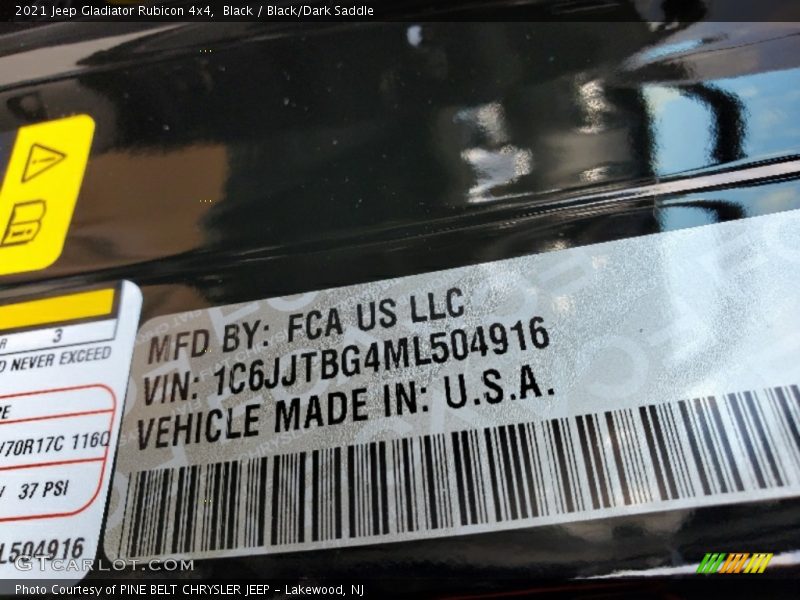 2021 Jeep Gladiator Rubicon 4x4, Black / Black/Dark Saddle
MFD BY: FCA US LLC
VIN: 1C6JJTBG4ML504916
VEHICLE MADE IN: U.S.A.
3
NEVER EXCEED
/70R17C 116Q
37 PSI
L504916
GTCarLot.com
Photo Courtesy of PINE BELT CHRYSLER JEEP - Lakewood, NJ